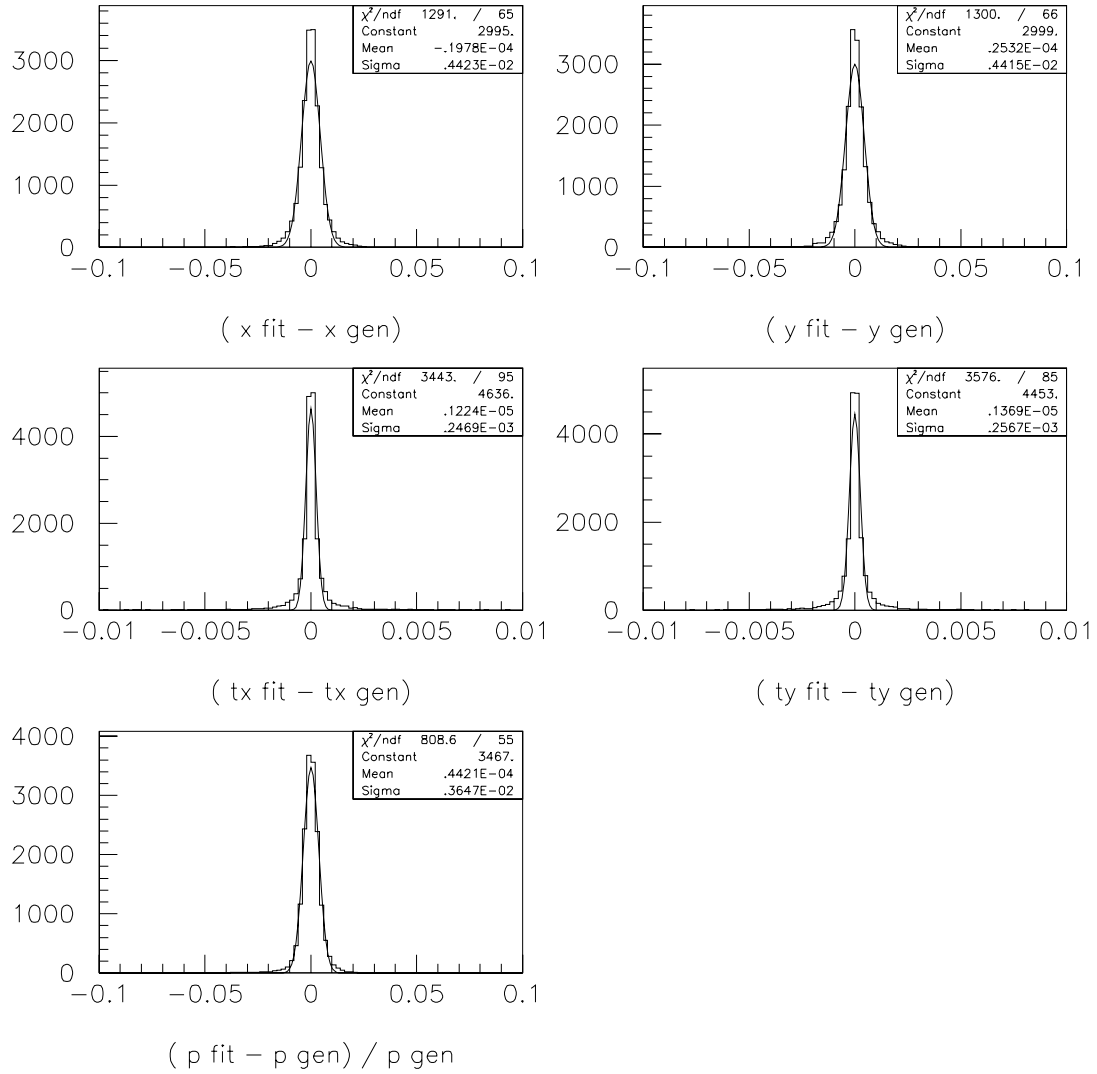 χ²/ndf 1291. / 65
Constant 2995.
Mean -.1978E-04
Sigma .4423E-02
3000
2000
1000
0
-0.1 -0.05 0 0.05 0.1
( x fit - x gen)
χ²/ndf 1300. / 66
Constant 2999.
Mean .2532E-04
Sigma .4415E-02
3000
2000
1000
0
-0.1 -0.05 0 0.05 0.1
( y fit - y gen)
χ²/ndf 3443. / 95
Constant 4636.
Mean .1224E-05
Sigma .2469E-03
4000
2000
0
-0.01 -0.005 0 0.005 0.01
( tx fit - tx gen)
χ²/ndf 3576. / 85
Constant 4453.
Mean .1369E-05
Sigma .2567E-03
4000
2000
0
-0.01 -0.005 0 0.005 0.01
( ty fit - ty gen)
χ²/ndf 808.6 / 55
Constant 3467.
Mean .4421E-04
Sigma .3647E-02
4000
3000
2000
1000
0
-0.1 -0.05 0 0.05 0.1
( p fit - p gen) / p gen